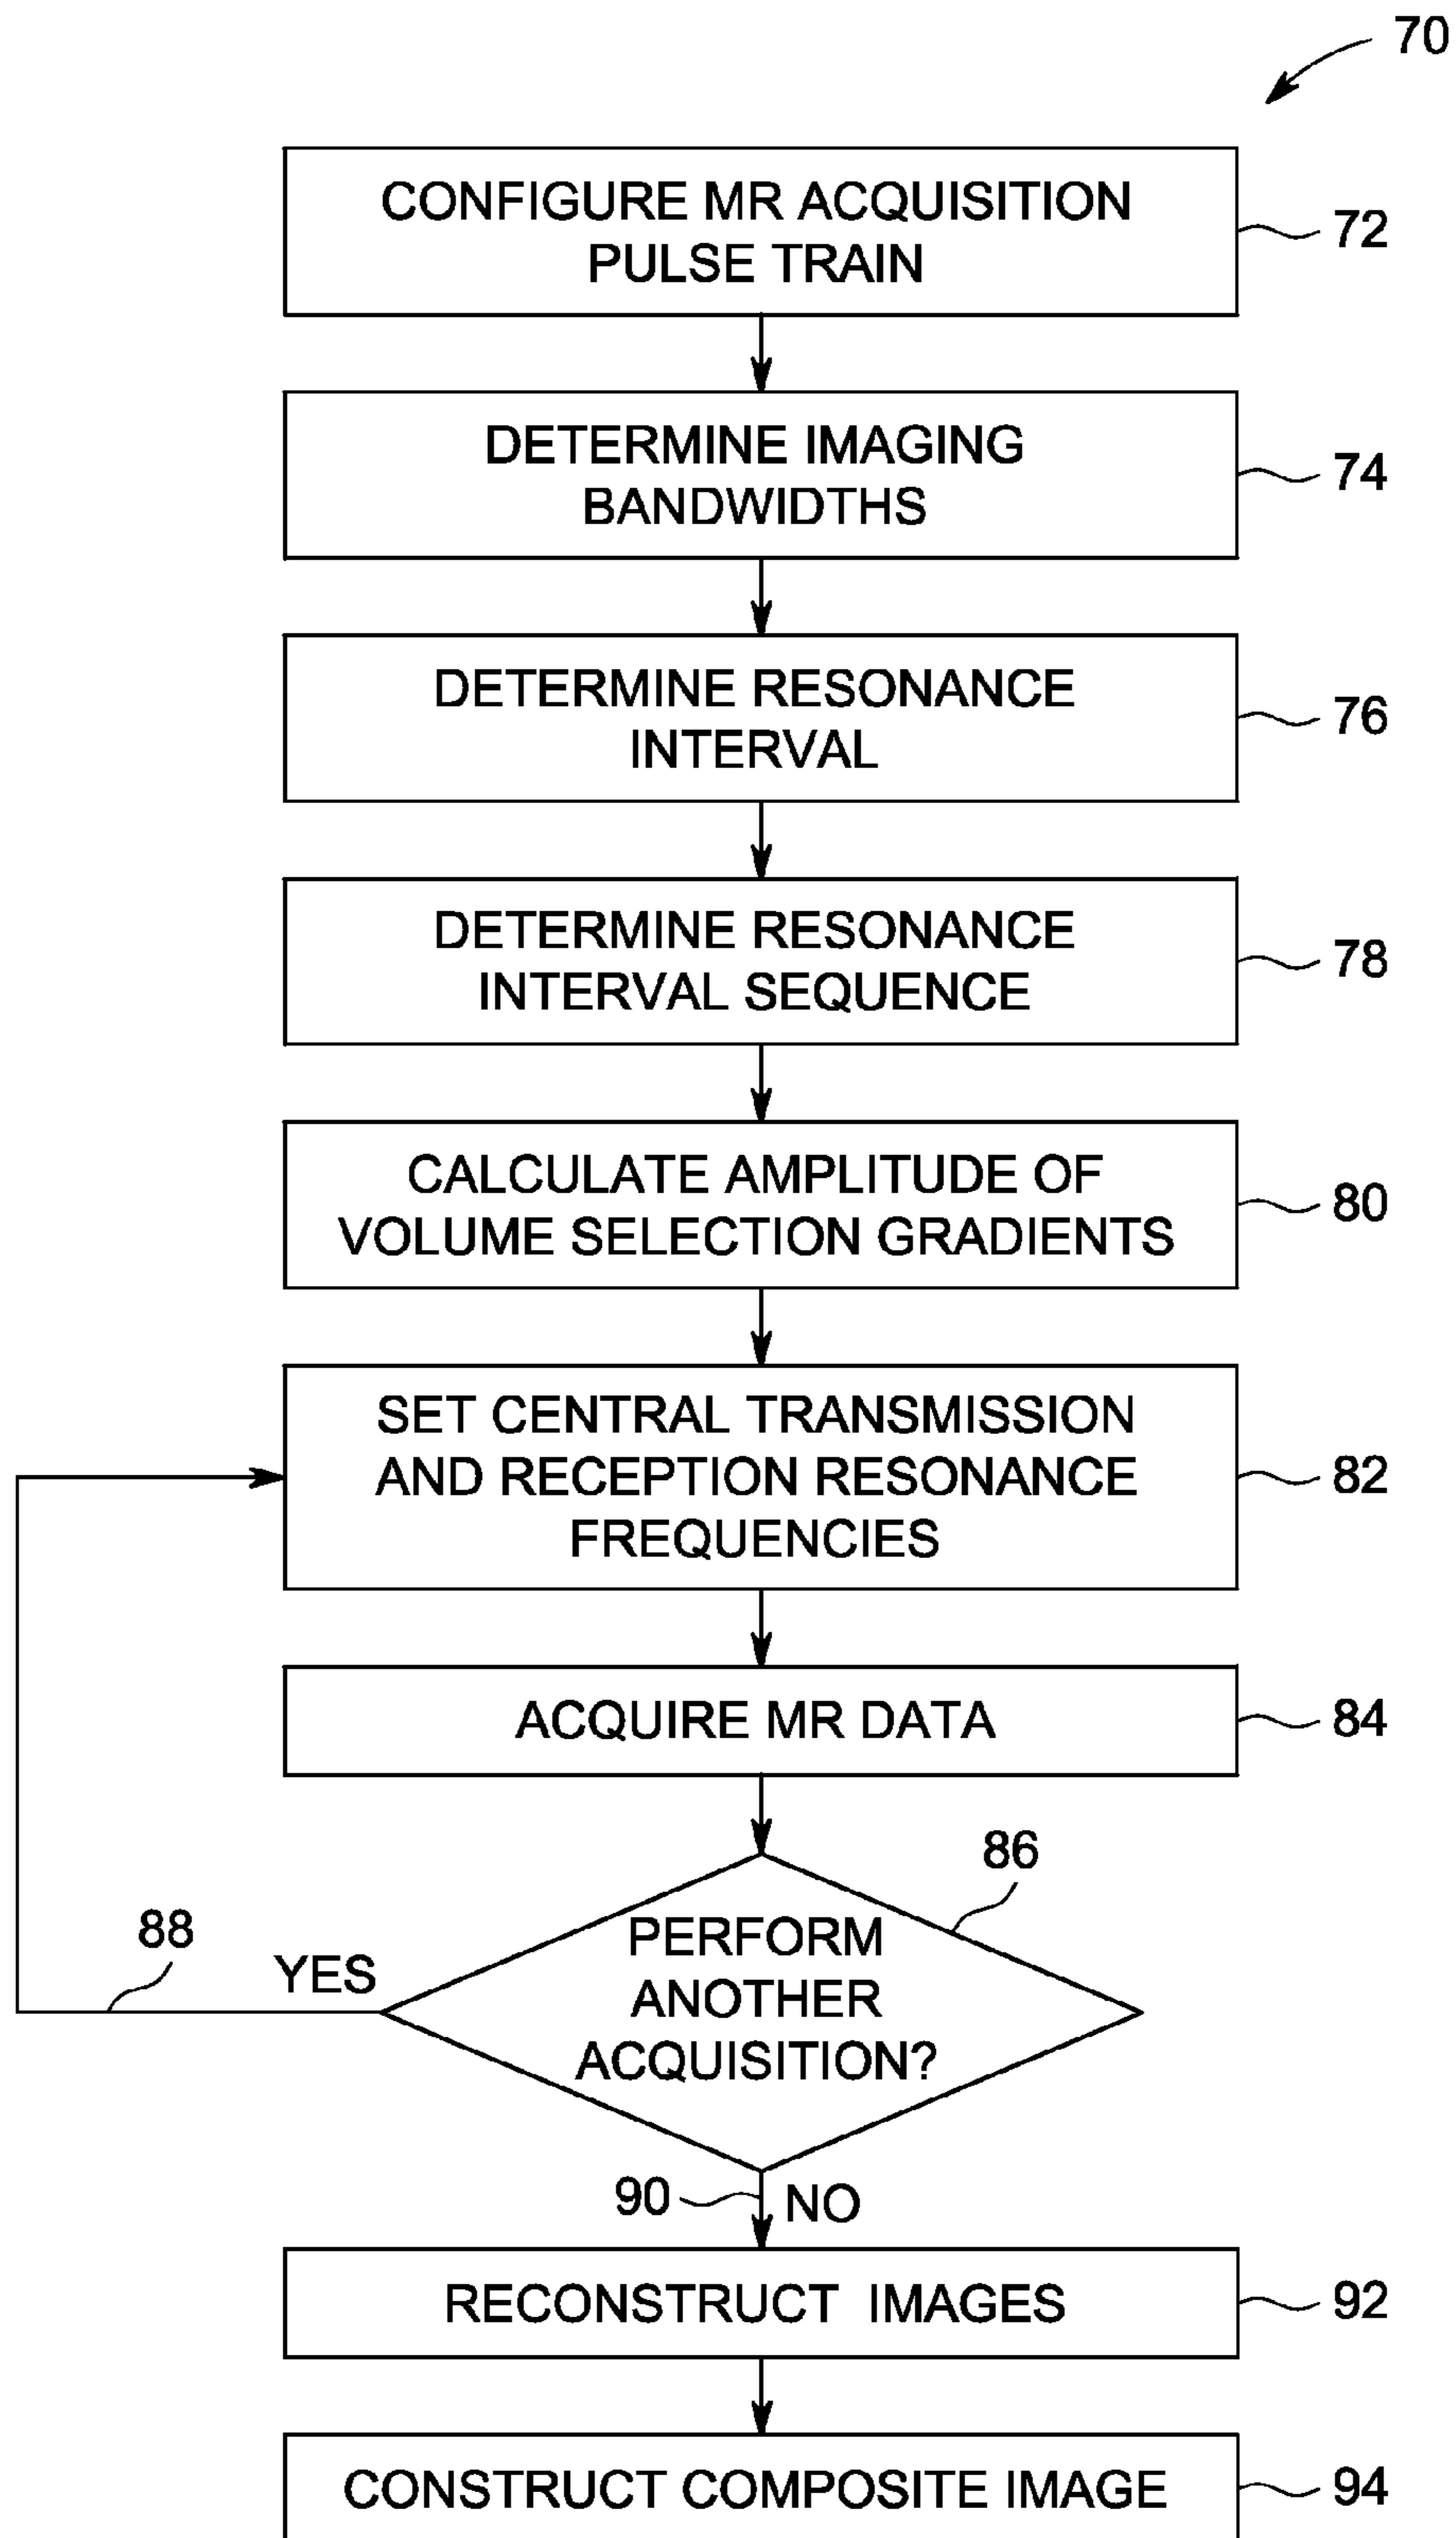 70
CONFIGURE MR ACQUISITION
PULSE TRAIN
72
DETERMINE IMAGING
BANDWIDTHS
74
DETERMINE RESONANCE
INTERVAL
76
DETERMINE RESONANCE
INTERVAL SEQUENCE
78
CALCULATE AMPLITUDE OF
VOLUME SELECTION GRADIENTS
80
SET CENTRAL TRANSMISSION
AND RECEPTION RESONANCE
FREQUENCIES
82
ACQUIRE MR DATA
84
86
PERFORM
ANOTHER
ACQUISITION?
88
YES
90
NO
RECONSTRUCT IMAGES
92
CONSTRUCT COMPOSITE IMAGE
94